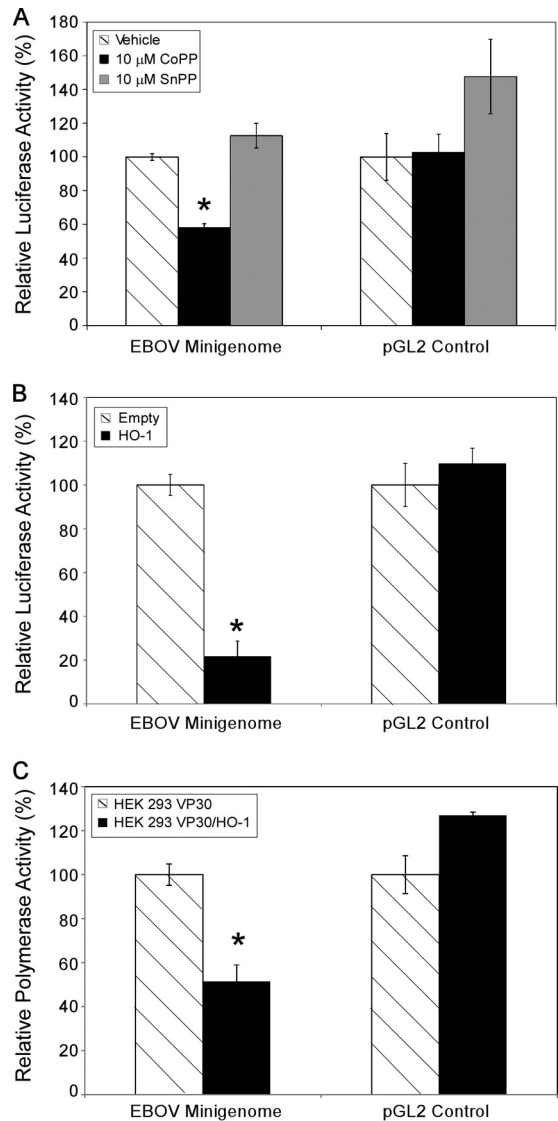 A
Relative Luciferase Activity (%)
180
160
140
120
100
80
60
40
20
0
Vehicle
10 μM CoPP
10 μM SnPP
*
EBOV Minigenome
pGL2 Control
B
Relative Luciferase Activity (%)
140
120
100
80
60
40
20
0
Empty
HO-1
*
EBOV Minigenome
pGL2 Control
C
Relative Polymerase Activity (%)
140
120
100
80
60
40
20
0
HEK 293 VP30
HEK 293 VP30/HO-1
*
EBOV Minigenome
pGL2 Control